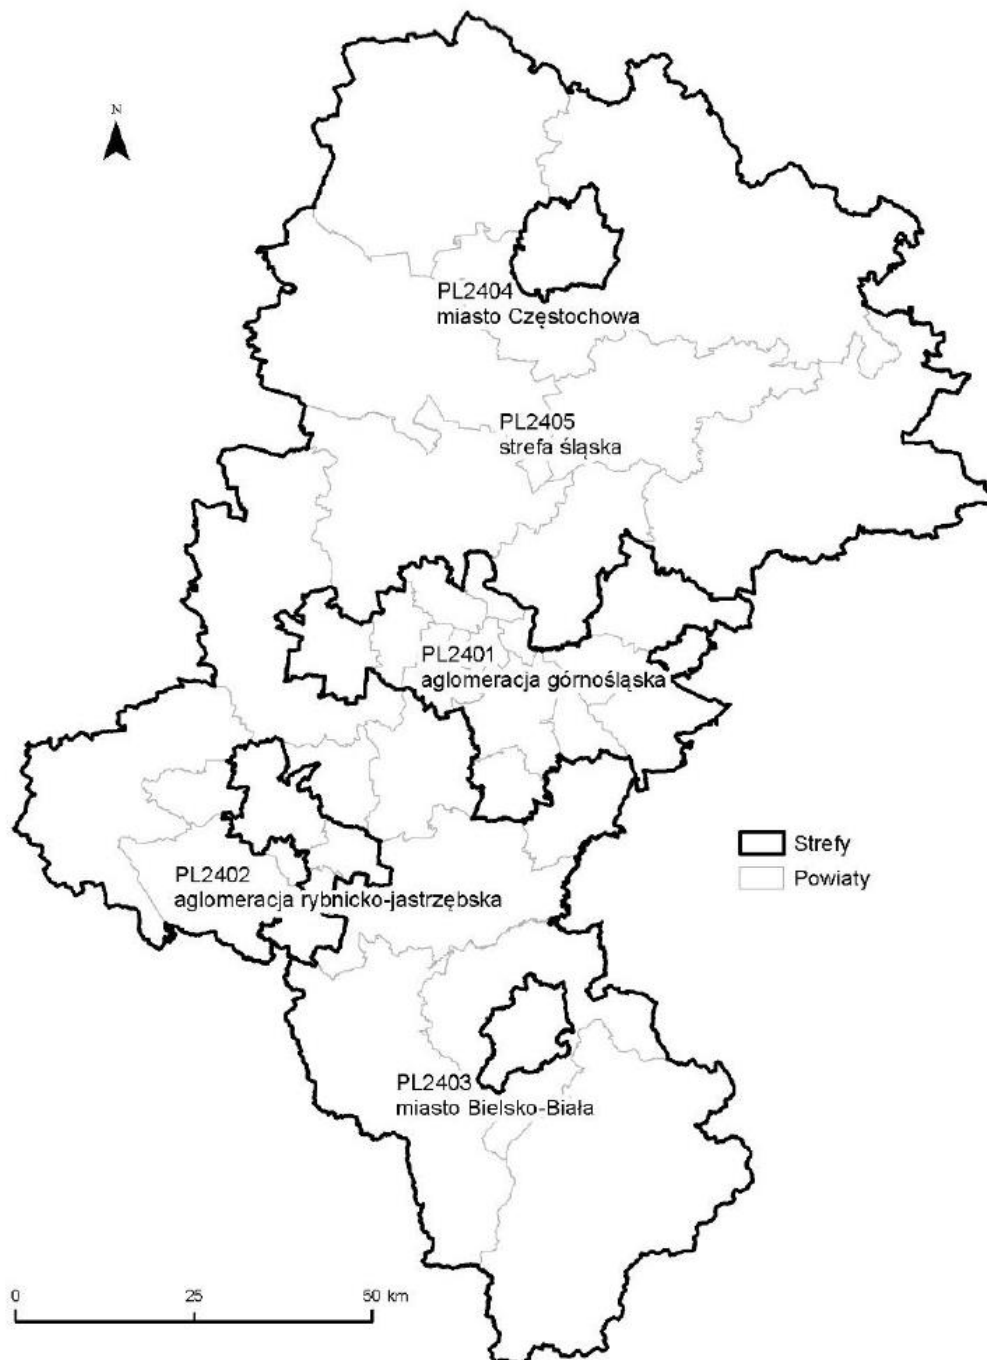 N
PL2404
miasto Częstochowa
PL2405
strefa śląska
PL2401
aglomeracja górnośląska
Strefy
Powiaty
PL2402
aglomeracja rybnicko-jastrzębska
PL2403
miasto Bielsko-Biała
0 25 50 km